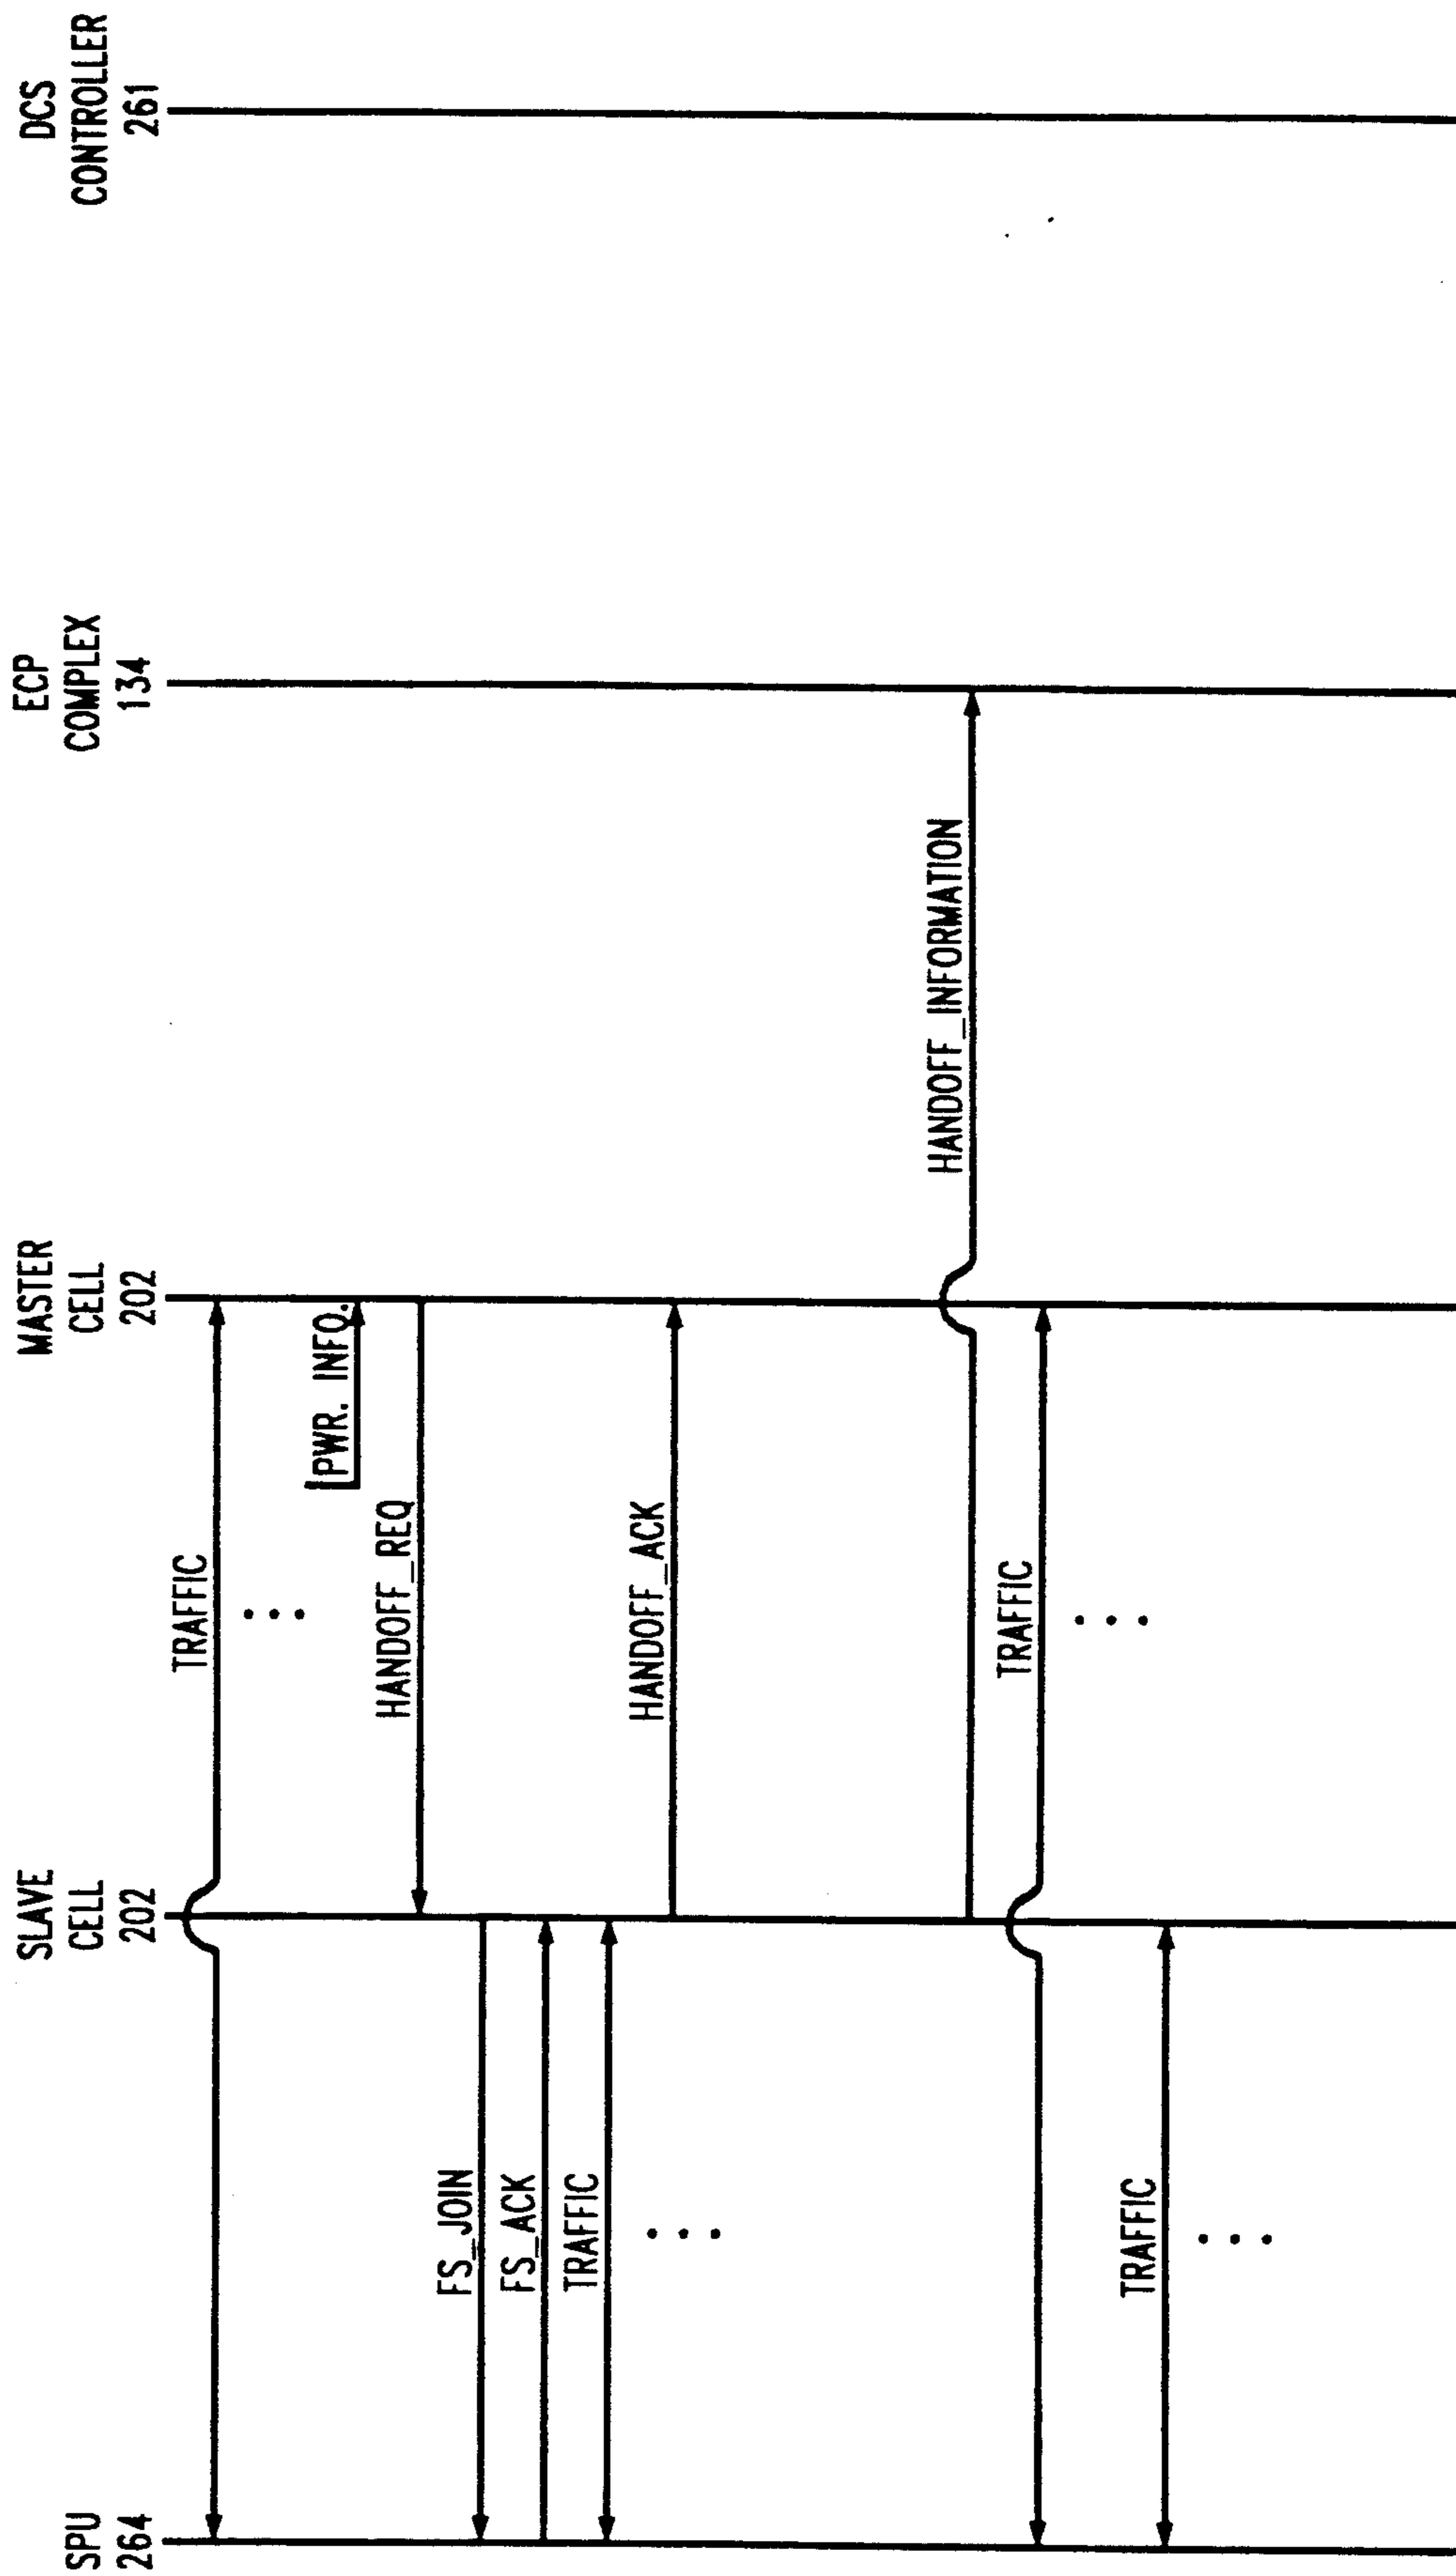 SPU
264
SLAVE
CELL
202
MASTER
CELL
202
ECP
COMPLEX
134
DCS
CONTROLLER
261
TRAFFIC
PWR. INFO.
HANDOFF_REQ
FS_JOIN
FS_ACK
TRAFFIC
HANDOFF_ACK
HANDOFF_INFORMATION
TRAFFIC
TRAFFIC